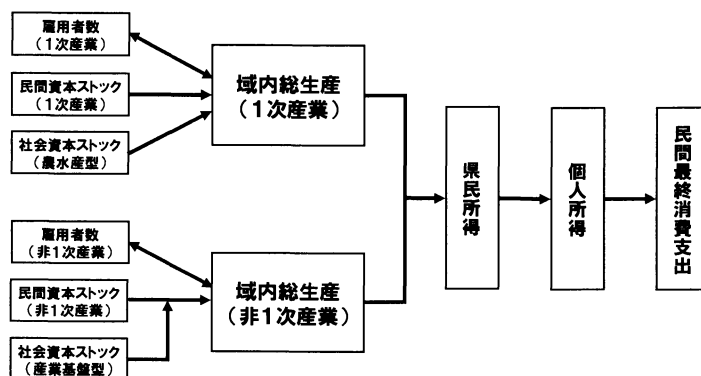 雇用者数
（１次産業）
民間資本ストック
（１次産業）
社会資本ストック
（農水産型）
域内総生産
（１次産業）
雇用者数
（非１次産業）
民間資本ストック
（非１次産業）
社会資本ストック
（産業基盤型）
域内総生産
（非１次産業）
県民所得
個人所得
民間最終消費支出